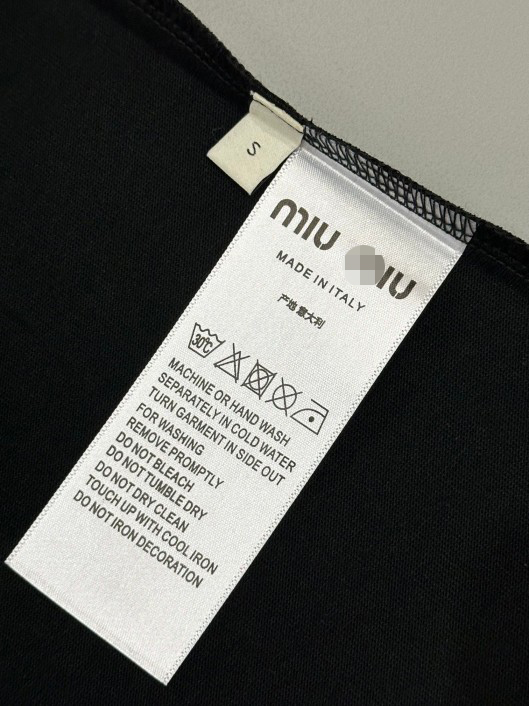 S
miu iu
MADE IN ITALY
产地 意大利
30℃
MACHINE OR HAND WASH
SEPARATELY IN COLD WATER
TURN GARMENT IN SIDE OUT
FOR WASHING
REMOVE PROMPTLY
DO NOT BLEACH
DO NOT TUMBLE DRY
DO NOT DRY CLEAN
TOUCH UP WITH COOL IRON
DO NOT IRON DECORATION